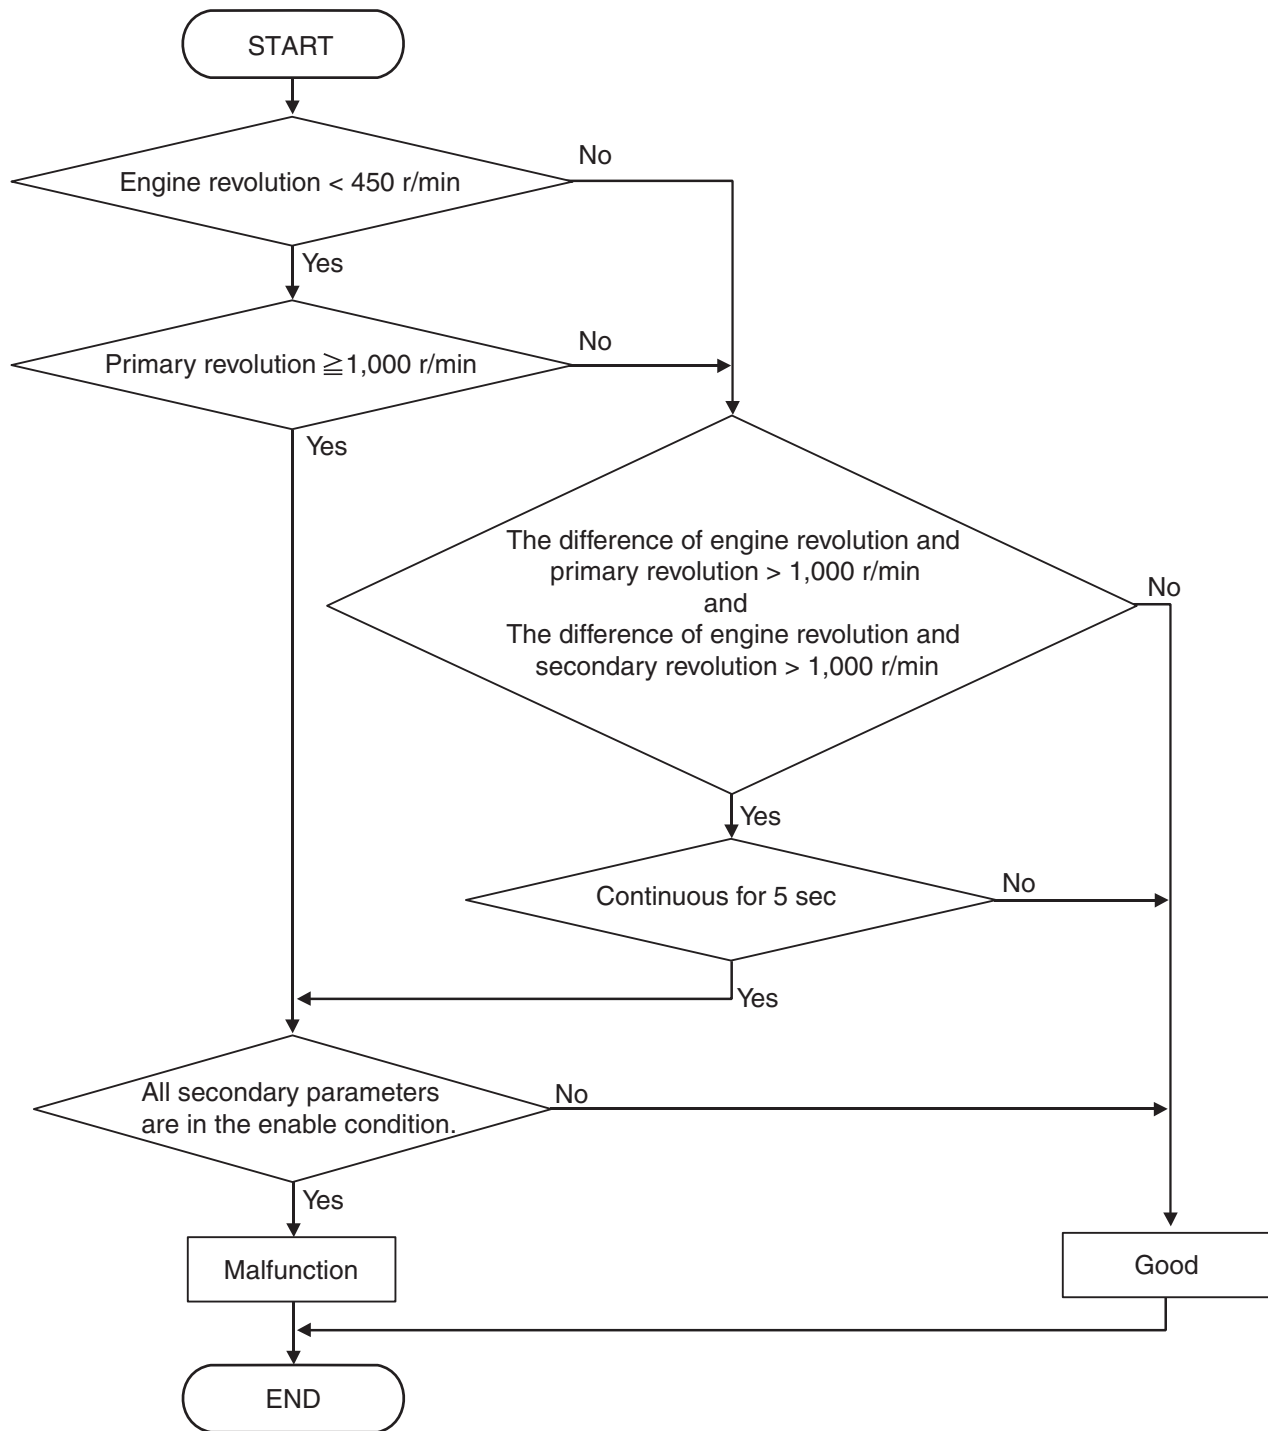 START
Engine revolution < 450 r/min
No
Yes
Primary revolution ≧1,000 r/min
No
Yes
The difference of engine revolution and
primary revolution > 1,000 r/min
and
The difference of engine revolution and
secondary revolution > 1,000 r/min
No
Yes
Continuous for 5 sec
No
Yes
All secondary parameters
are in the enable condition.
No
Yes
Malfunction
Good
END